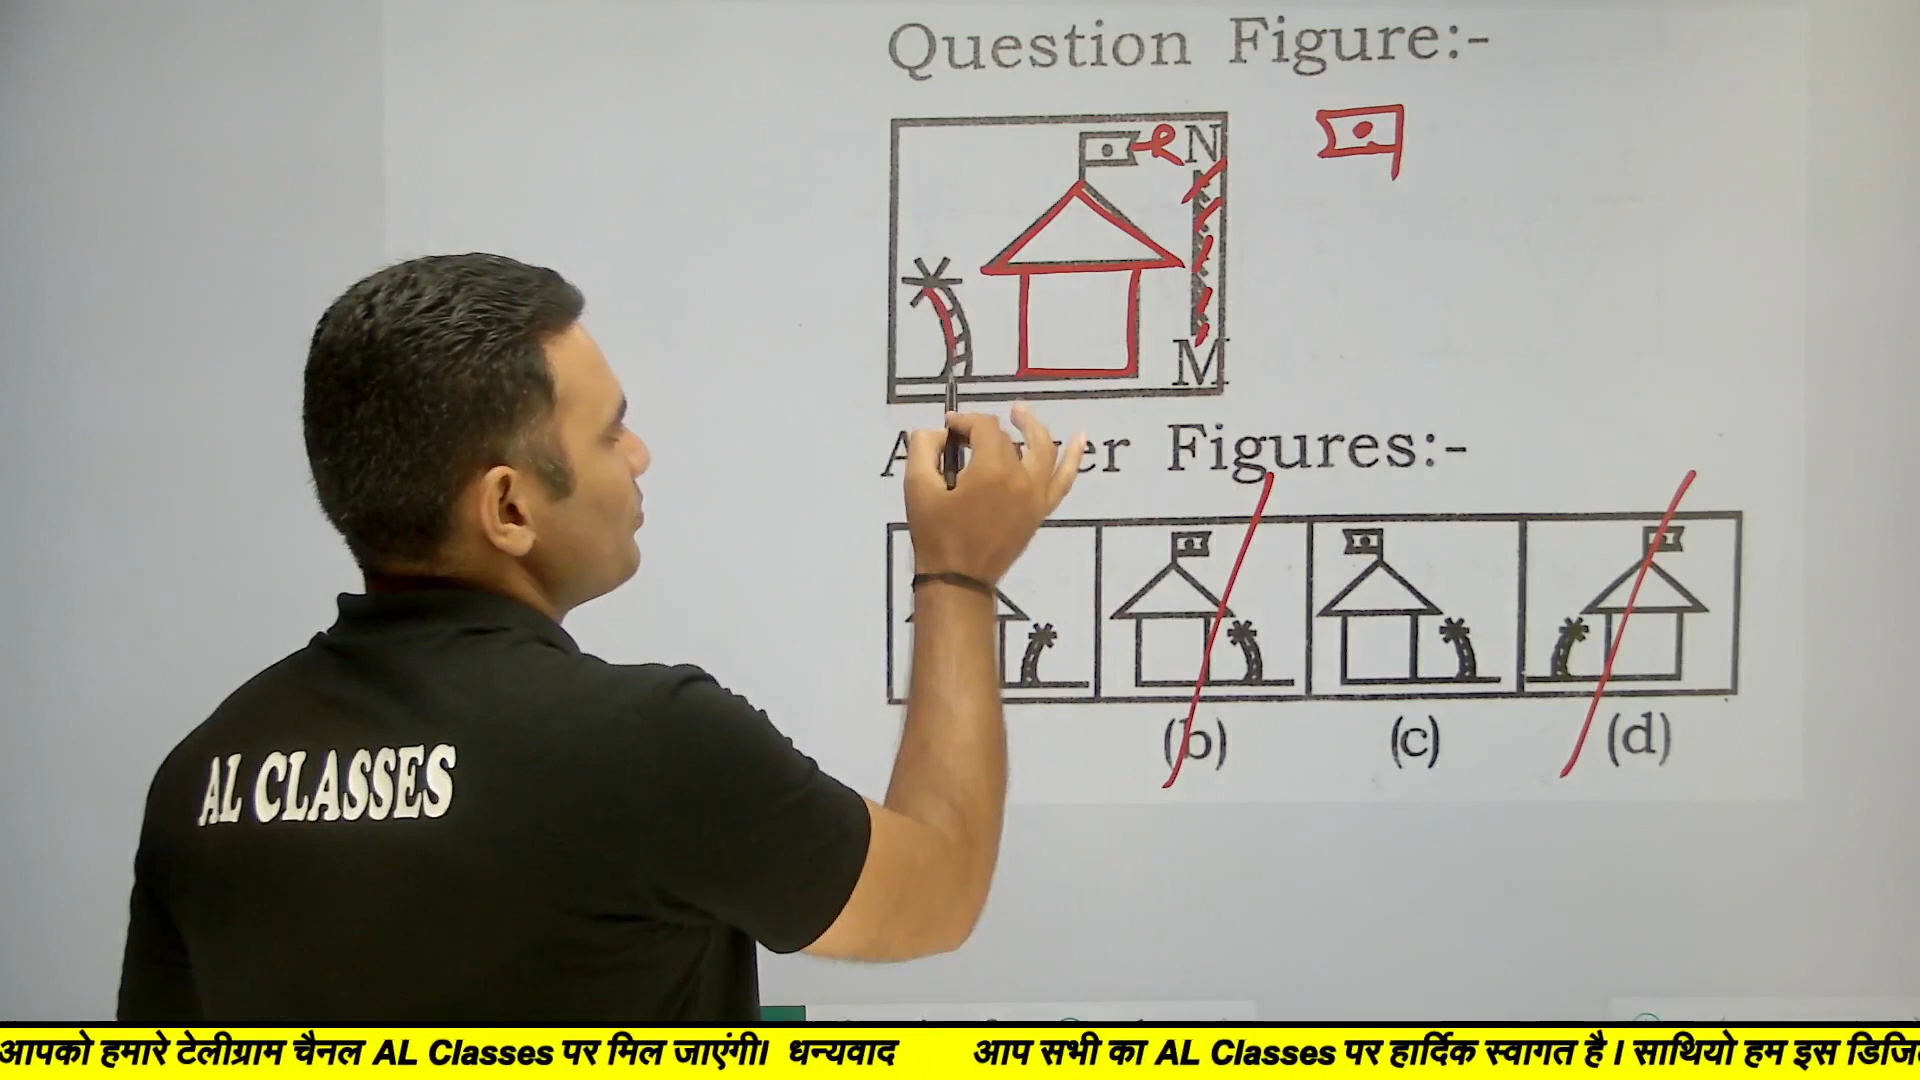 Question Figure:-
N
M
Figures:-
(b)
(c)
(d)
AL CLASSES
आपको हमारे टेलीग्राम चैनल AL Classes पर मिल जाएंगी। धन्यवाद आप सभी का AL Classes पर हार्दिक स्वागत है । साथियो हम इस